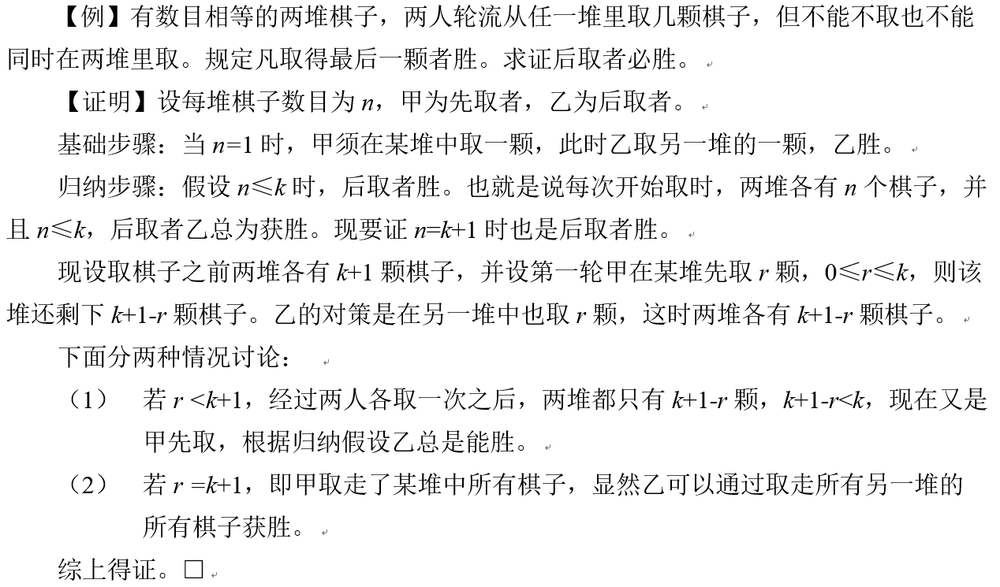 【例】有数目相等的两堆棋子，两人轮流从任一堆里取几颗棋子，但不能不取也不能
同时在两堆里取。规定凡取得最后一颗者胜。求证后取者必胜。
【证明】设每堆棋子数目为 n，甲为先取者，乙为后取者。
基础步骤：当 n=1 时，甲须在某堆中取一颗，此时乙取另一堆的一颗，乙胜。
归纳步骤：假设 n≤k 时，后取者胜。也就是说每次开始取时，两堆各有 n 个棋子，并
且 n≤k，后取者乙总为获胜。现要证 n=k+1 时也是后取者胜。
现设取棋子之前两堆各有 k+1 颗棋子，并设第一轮甲在某堆先取 r 颗，0≤r≤k，则该
堆还剩下 k+1-r 颗棋子。乙的对策是在另一堆中也取 r 颗，这时两堆各有 k+1-r 颗棋子。
下面分两种情况讨论：
（1） 若 r <k+1，经过两人各取一次之后，两堆都只有 k+1-r 颗，k+1-r<k，现在又是
甲先取，根据归纳假设乙总是能胜。
（2） 若 r =k+1，即甲取走了某堆中所有棋子，显然乙可以通过取走所有另一堆的
所有棋子获胜。
综上得证。□